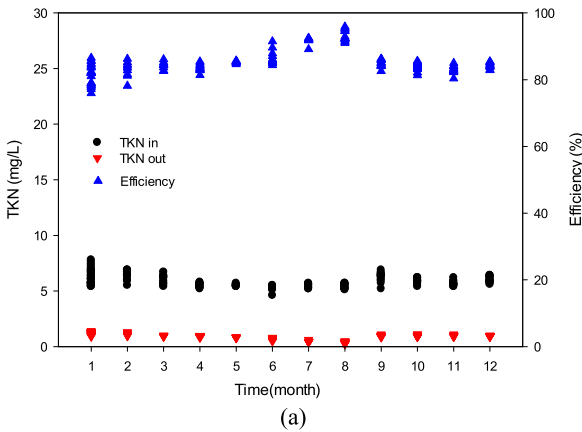 30
25
20
15
10
5
0
TKN (mg/L)
100
80
60
40
20
0
Efficiency (%)
TKN in
TKN out
Efficiency
1 2 3 4 5 6 7 8 9 10 11 12
Time(month)
(a)